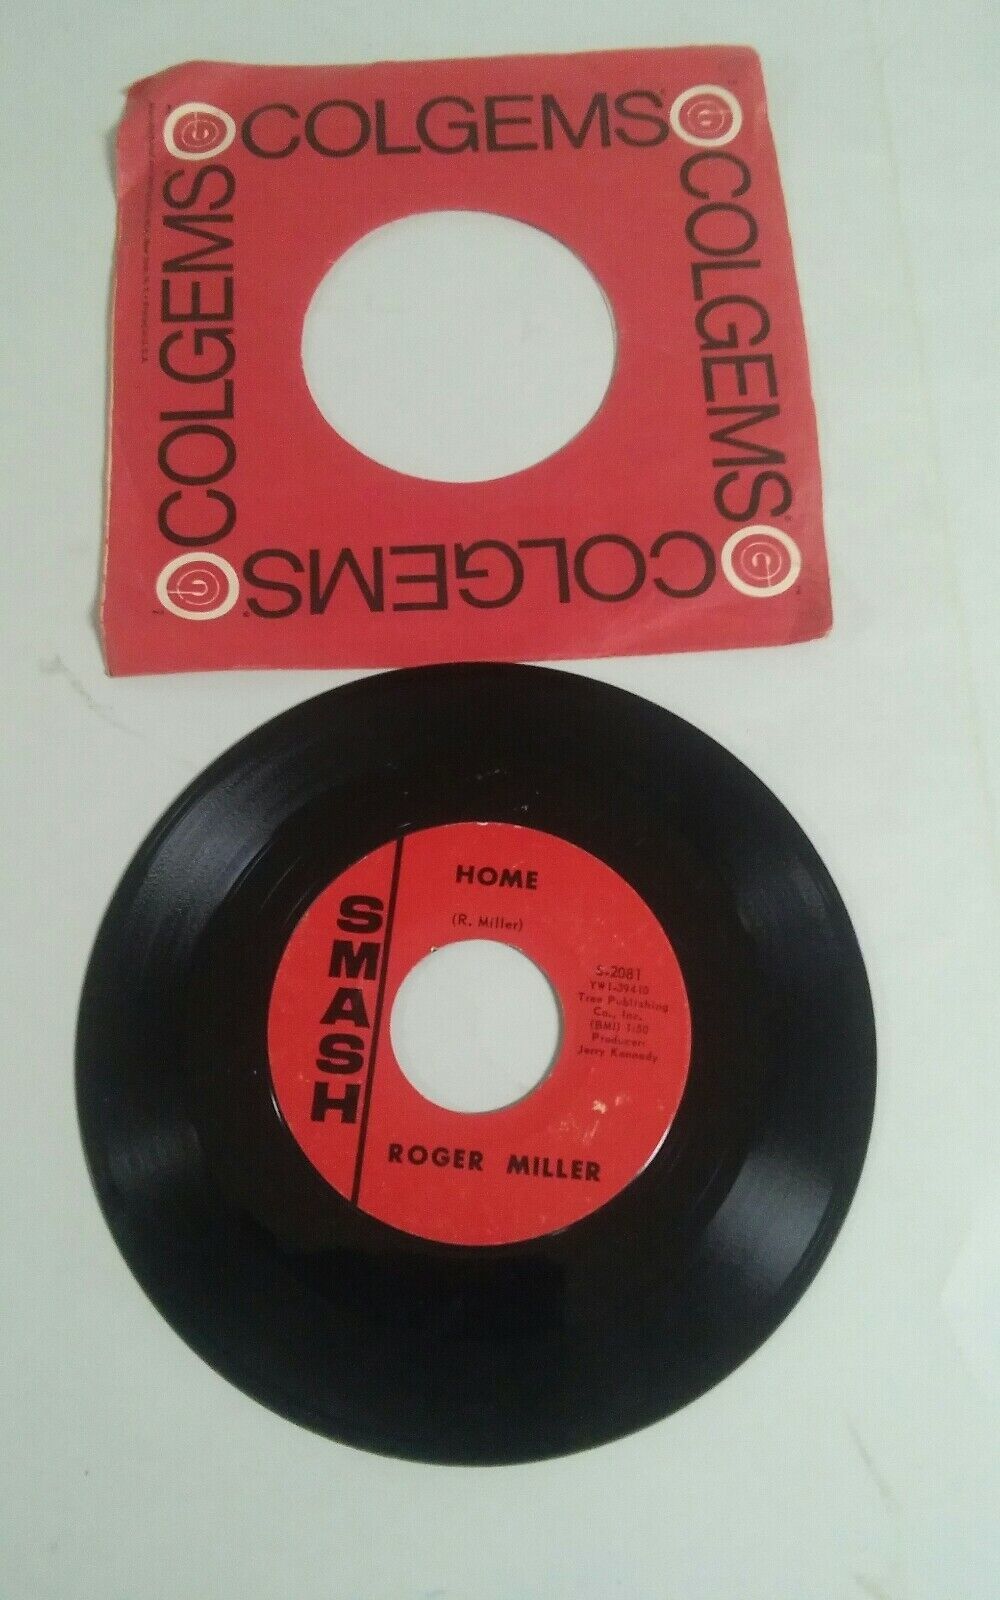 COLGEMS
COLGEMS
COLGEMS
COLGEMS
HOME
(R. Miller)
SMASH
S-2081
YW1-39410
Tree Publishing
Co., Inc.
(BMI) 1:50
Producer:
Jerry Kennedy
ROGER MILLER